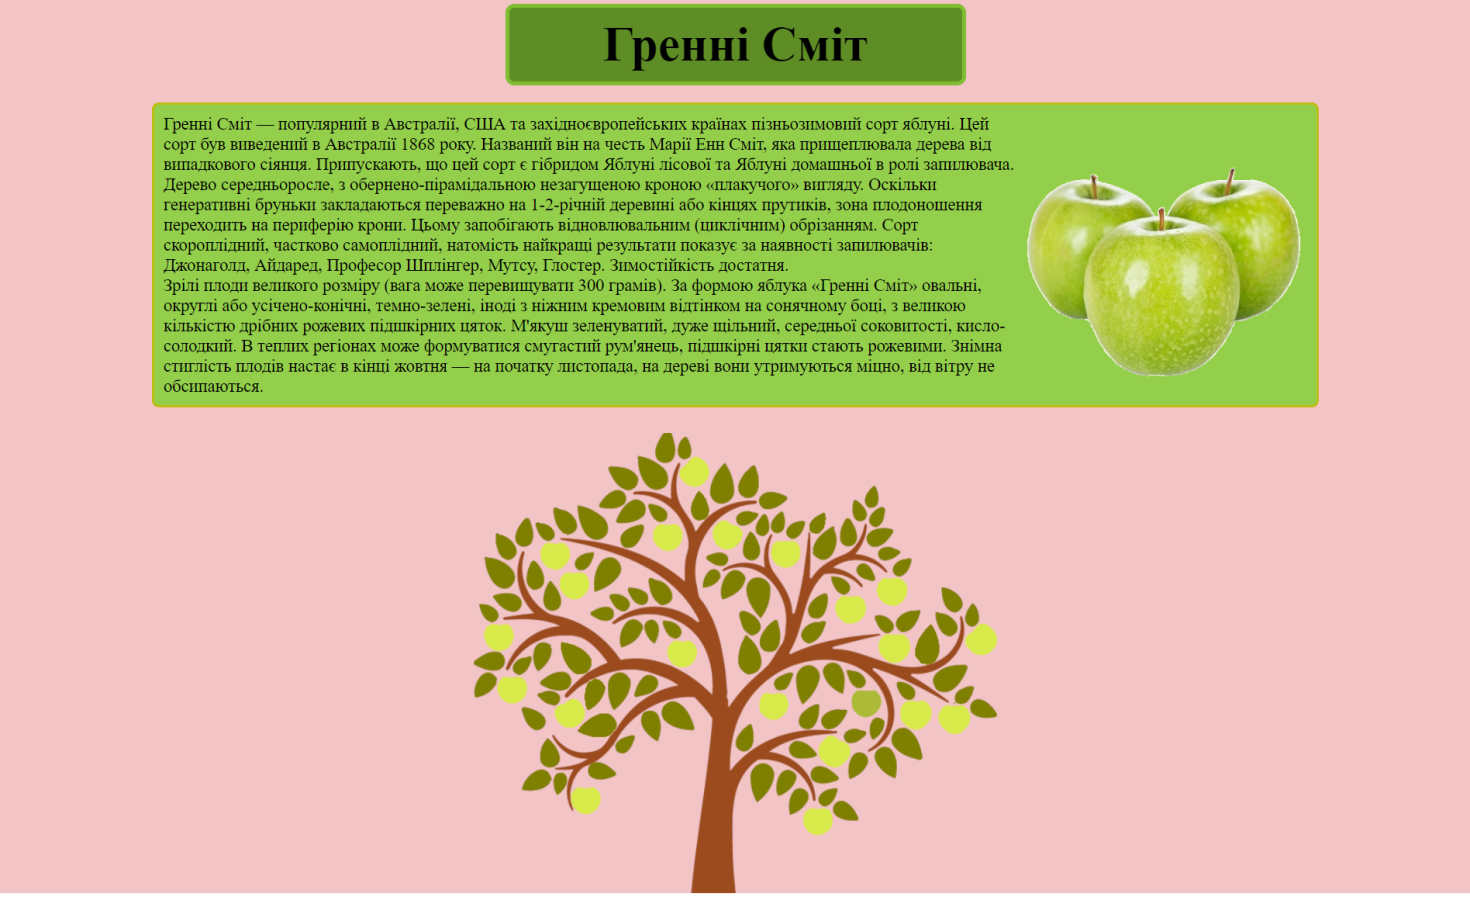 Гренні Сміт
Гренні Сміт — популярний в Австралії, США та західноєвропейських країнах пізньозимовий сорт яблуні. Цей
сорт був виведений в Австралії 1868 року. Названий він на честь Марії Енн Сміт, яка прищеплювала дерева від
випадкового сіянця. Припускають, що цей сорт є гібридом Яблуні лісової та Яблуні домашньої в ролі запилювача.
Дерево середньоросле, з обернено-пірамідальною незагущеною кроною «плакучого» вигляду. Оскільки
генеративні бруньки закладаються переважно на 1-2-річній деревині або кінцях прутиків, зона плодоношення
переходить на периферію крони. Цьому запобігають відновлювальним (циклічним) обрізанням. Сорт
скороплідний, частково самоплідний, натомість найкращі результати показує за наявності запилювачів:
Джонаголд, Айдаред, Професор Шплінгер, Мутсу, Глостер. Зимостійкість достатня.
Зрілі плоди великого розміру (вага може перевищувати 300 грамів). За формою яблука «Гренні Сміт» овальні,
округлі або усічено-конічні, темно-зелені, іноді з ніжним кремовим відтінком на сонячному боці, з великою
кількістю дрібних рожевих підшкірних цяток. М'якуш зеленуватий, дуже щільний, середньої соковитості, кисло-
солодкий. В теплих регіонах може формуватися смугастий рум'янець, підшкірні цятки стають рожевими. Знімна
стиглість плодів настає в кінці жовтня — на початку листопада, на дереві вони утримуються міцно, від вітру не
обсипаються.